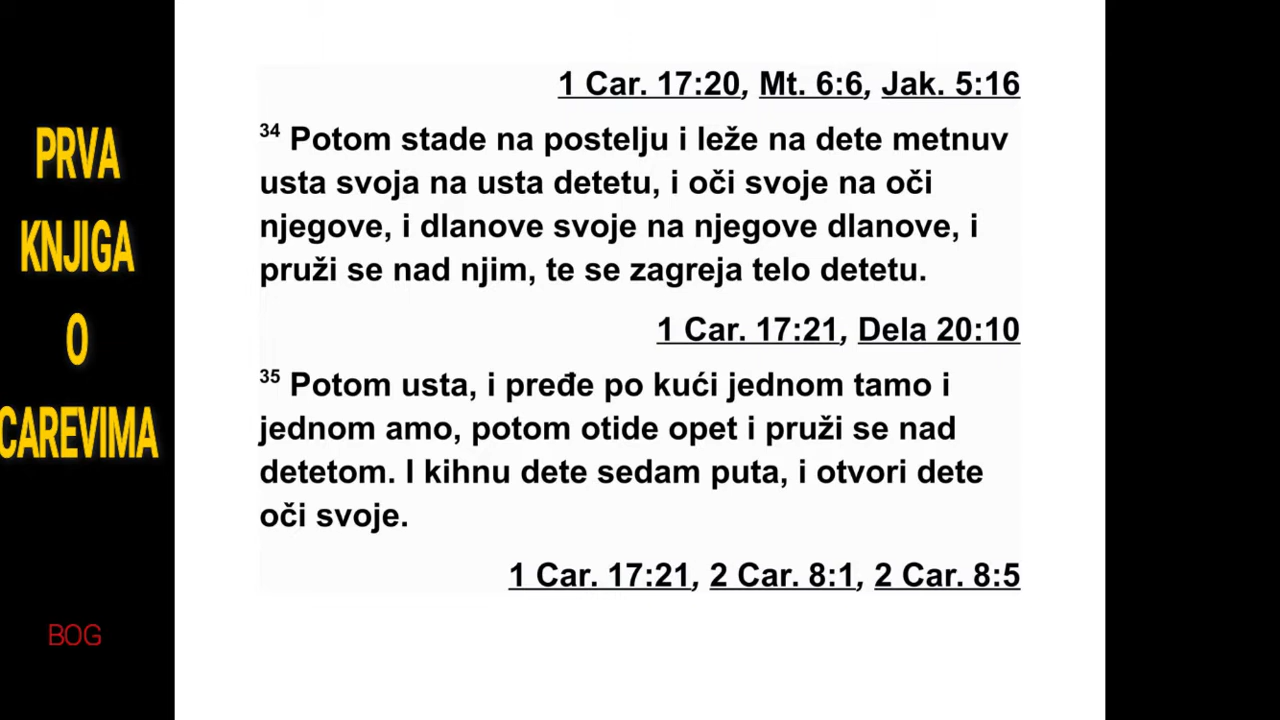 PRVA
KNJIGA
O
CAREVIMA
BOG
1 Car. 17:20, Mt. 6:6, Jak. 5:16
34 Potom stade na postelju i leže na dete metnuv
usta svoja na usta detetu, i oči svoje na oči
njegove, i dlanove svoje na njegove dlanove, i
pruži se nad njim, te se zagreja telo detetu.
1 Car. 17:21, Dela 20:10
35 Potom usta, i pređe po kući jednom tamo i
jednom amo, potom otide opet i pruži se nad
detetom. I kihnu dete sedam puta, i otvori dete
oči svoje.
1 Car. 17:21, 2 Car. 8:1, 2 Car. 8:5